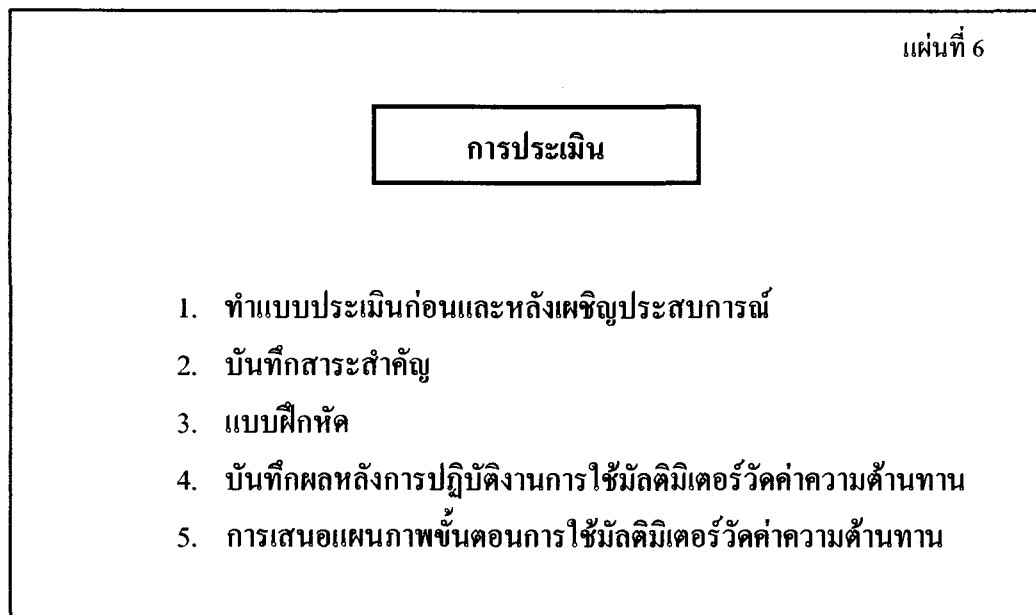 แผ่นที่ 6
การประเมิน
1. ทำแบบประเมินก่อนและหลังเผชิญประสบการณ์
2. บันทึกสาระสำคัญ
3. แบบฝึกหัด
4. บันทึกผลหลังการปฏิบัติงานการใช้มัลติมิเตอร์วัดค่าความต้านทาน
5. การเสนอแผนภาพขั้นตอนการใช้มัลติมิเตอร์วัดค่าความต้านทาน